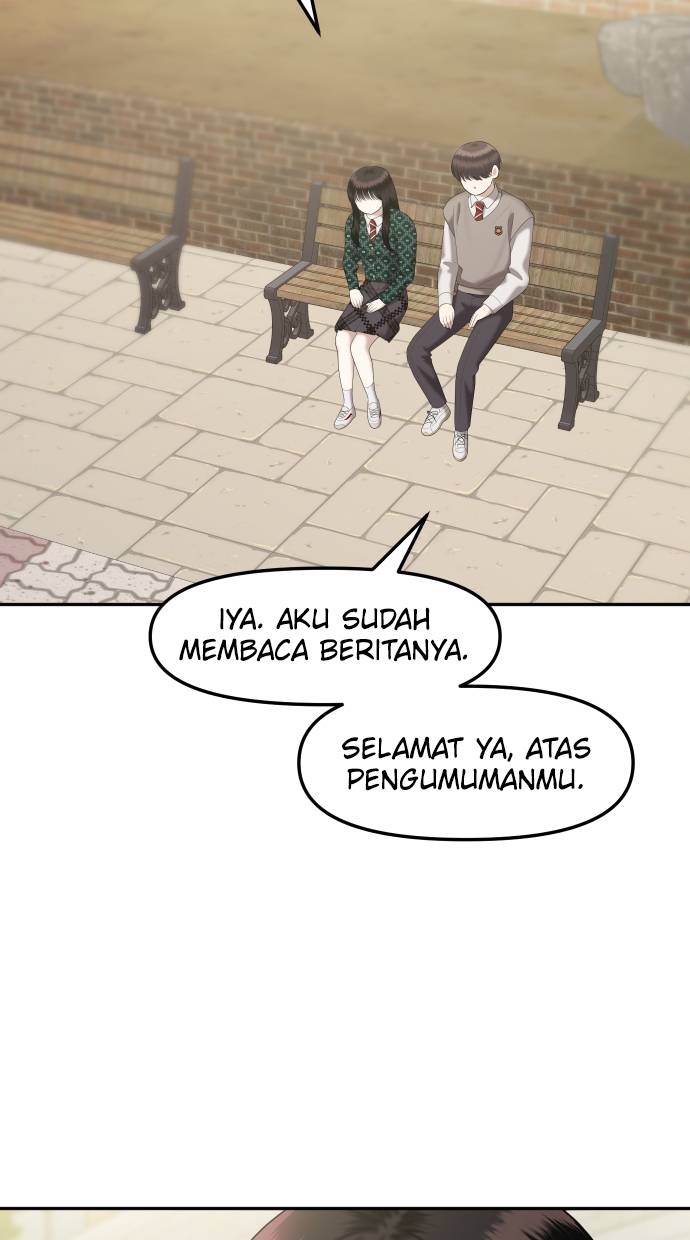 IYA. AKU SUDAH
MEMBACA BERITANYA.
SELAMAT YA, ATAS
PENGUMUMANMU.